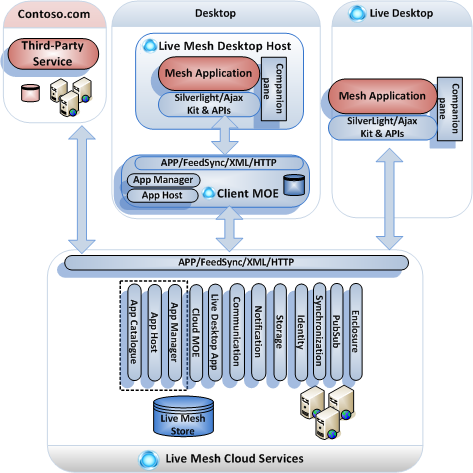 Contoso.com
Third-Party
Service
Desktop
Live Mesh Desktop Host
Mesh Application
Silverlight/Ajax
Kit & APIs
Companion
pane
APP/FeedSync/XML/HTTP
App Manager
App Host
Client MOE
Live Desktop
Mesh Application
SilverLight/Ajax
Kit & APIs
Companion
pane
APP/FeedSync/XML/HTTP
App Catalogue
App Host
App Manager
Cloud MOE
Live Desktop App
Communication
Notification
Storage
Identity
Synchronization
PubSub
Enclosure
Live Mesh
Store
Live Mesh Cloud Services